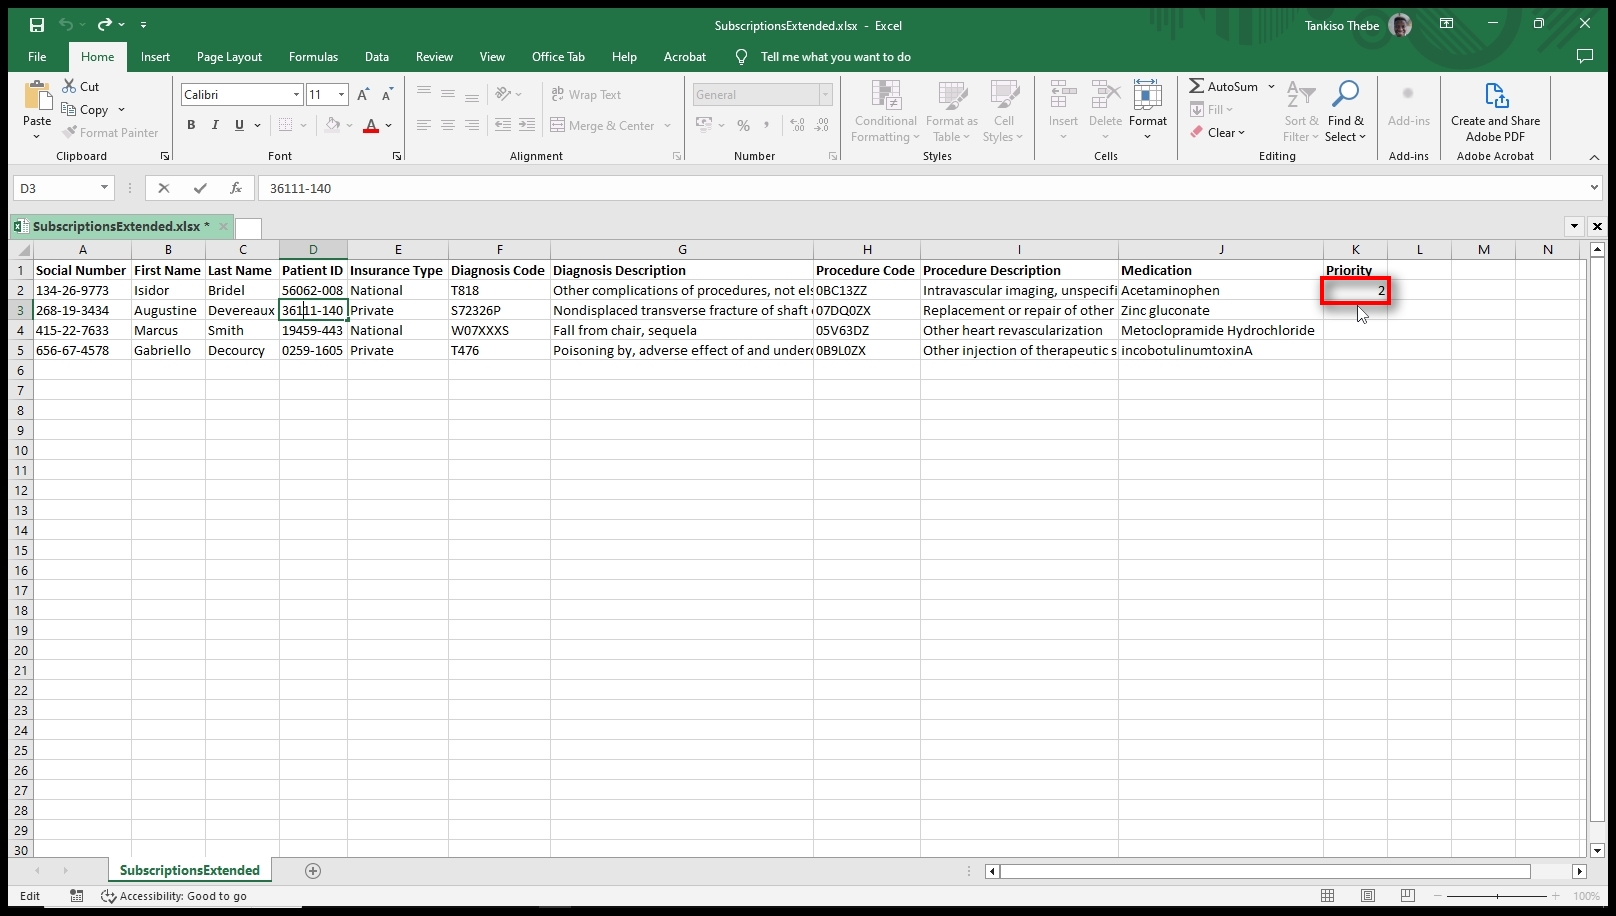 SubscriptionsExtended.xlsx - Excel
Tankiso Thebe
File Home Insert Page Layout Formulas Data Review View Office Tab Help Acrobat Tell me what you want to do
Paste
Cut
Copy
Format Painter
Clipboard
Calibri 11
B I U A
Font
Wrap Text
Merge & Center
Alignment
General
%
Number
Conditional Formatting
Format as Table
Cell Styles
Styles
Insert Delete Format
Cells
AutoSum
Fill
Clear
Sort & Filter
Find & Select
Editing
Add-ins
Add-ins
Create and Share Adobe PDF
Adobe Acrobat
D3 fx 36111-140
SubscriptionsExtended.xlsx *
A B C D E F G H I J K L M N
1 Social Number First Name Last Name Patient ID Insurance Type Diagnosis Code Diagnosis Description Procedure Code Procedure Description Medication Priority
2 134-26-9773 Isidor Bridel 56062-008 National T818 Other complications of procedures, not els 0BC13ZZ Intravascular imaging, unspecifi Acetaminophen 2
3 268-19-3434 Augustine Devereaux 36111-140 Private S72326P Nondisplaced transverse fracture of shaft 07DQ0ZX Replacement or repair of other Zinc gluconate
4 415-22-7633 Marcus Smith 19459-443 National W07XXXS Fall from chair, sequela 05V63DZ Other heart revascularization Metoclopramide Hydrochloride
5 656-67-4578 Gabriello Decourcy 0259-1605 Private T476 Poisoning by, adverse effect of and underd 0B9L0ZX Other injection of therapeutic s incobotulinumtoxinA
6
7
8
9
10
11
12
13
14
15
16
17
18
19
20
21
22
23
24
25
26
27
28
29
30
SubscriptionsExtended
Edit Accessibility: Good to go 100%